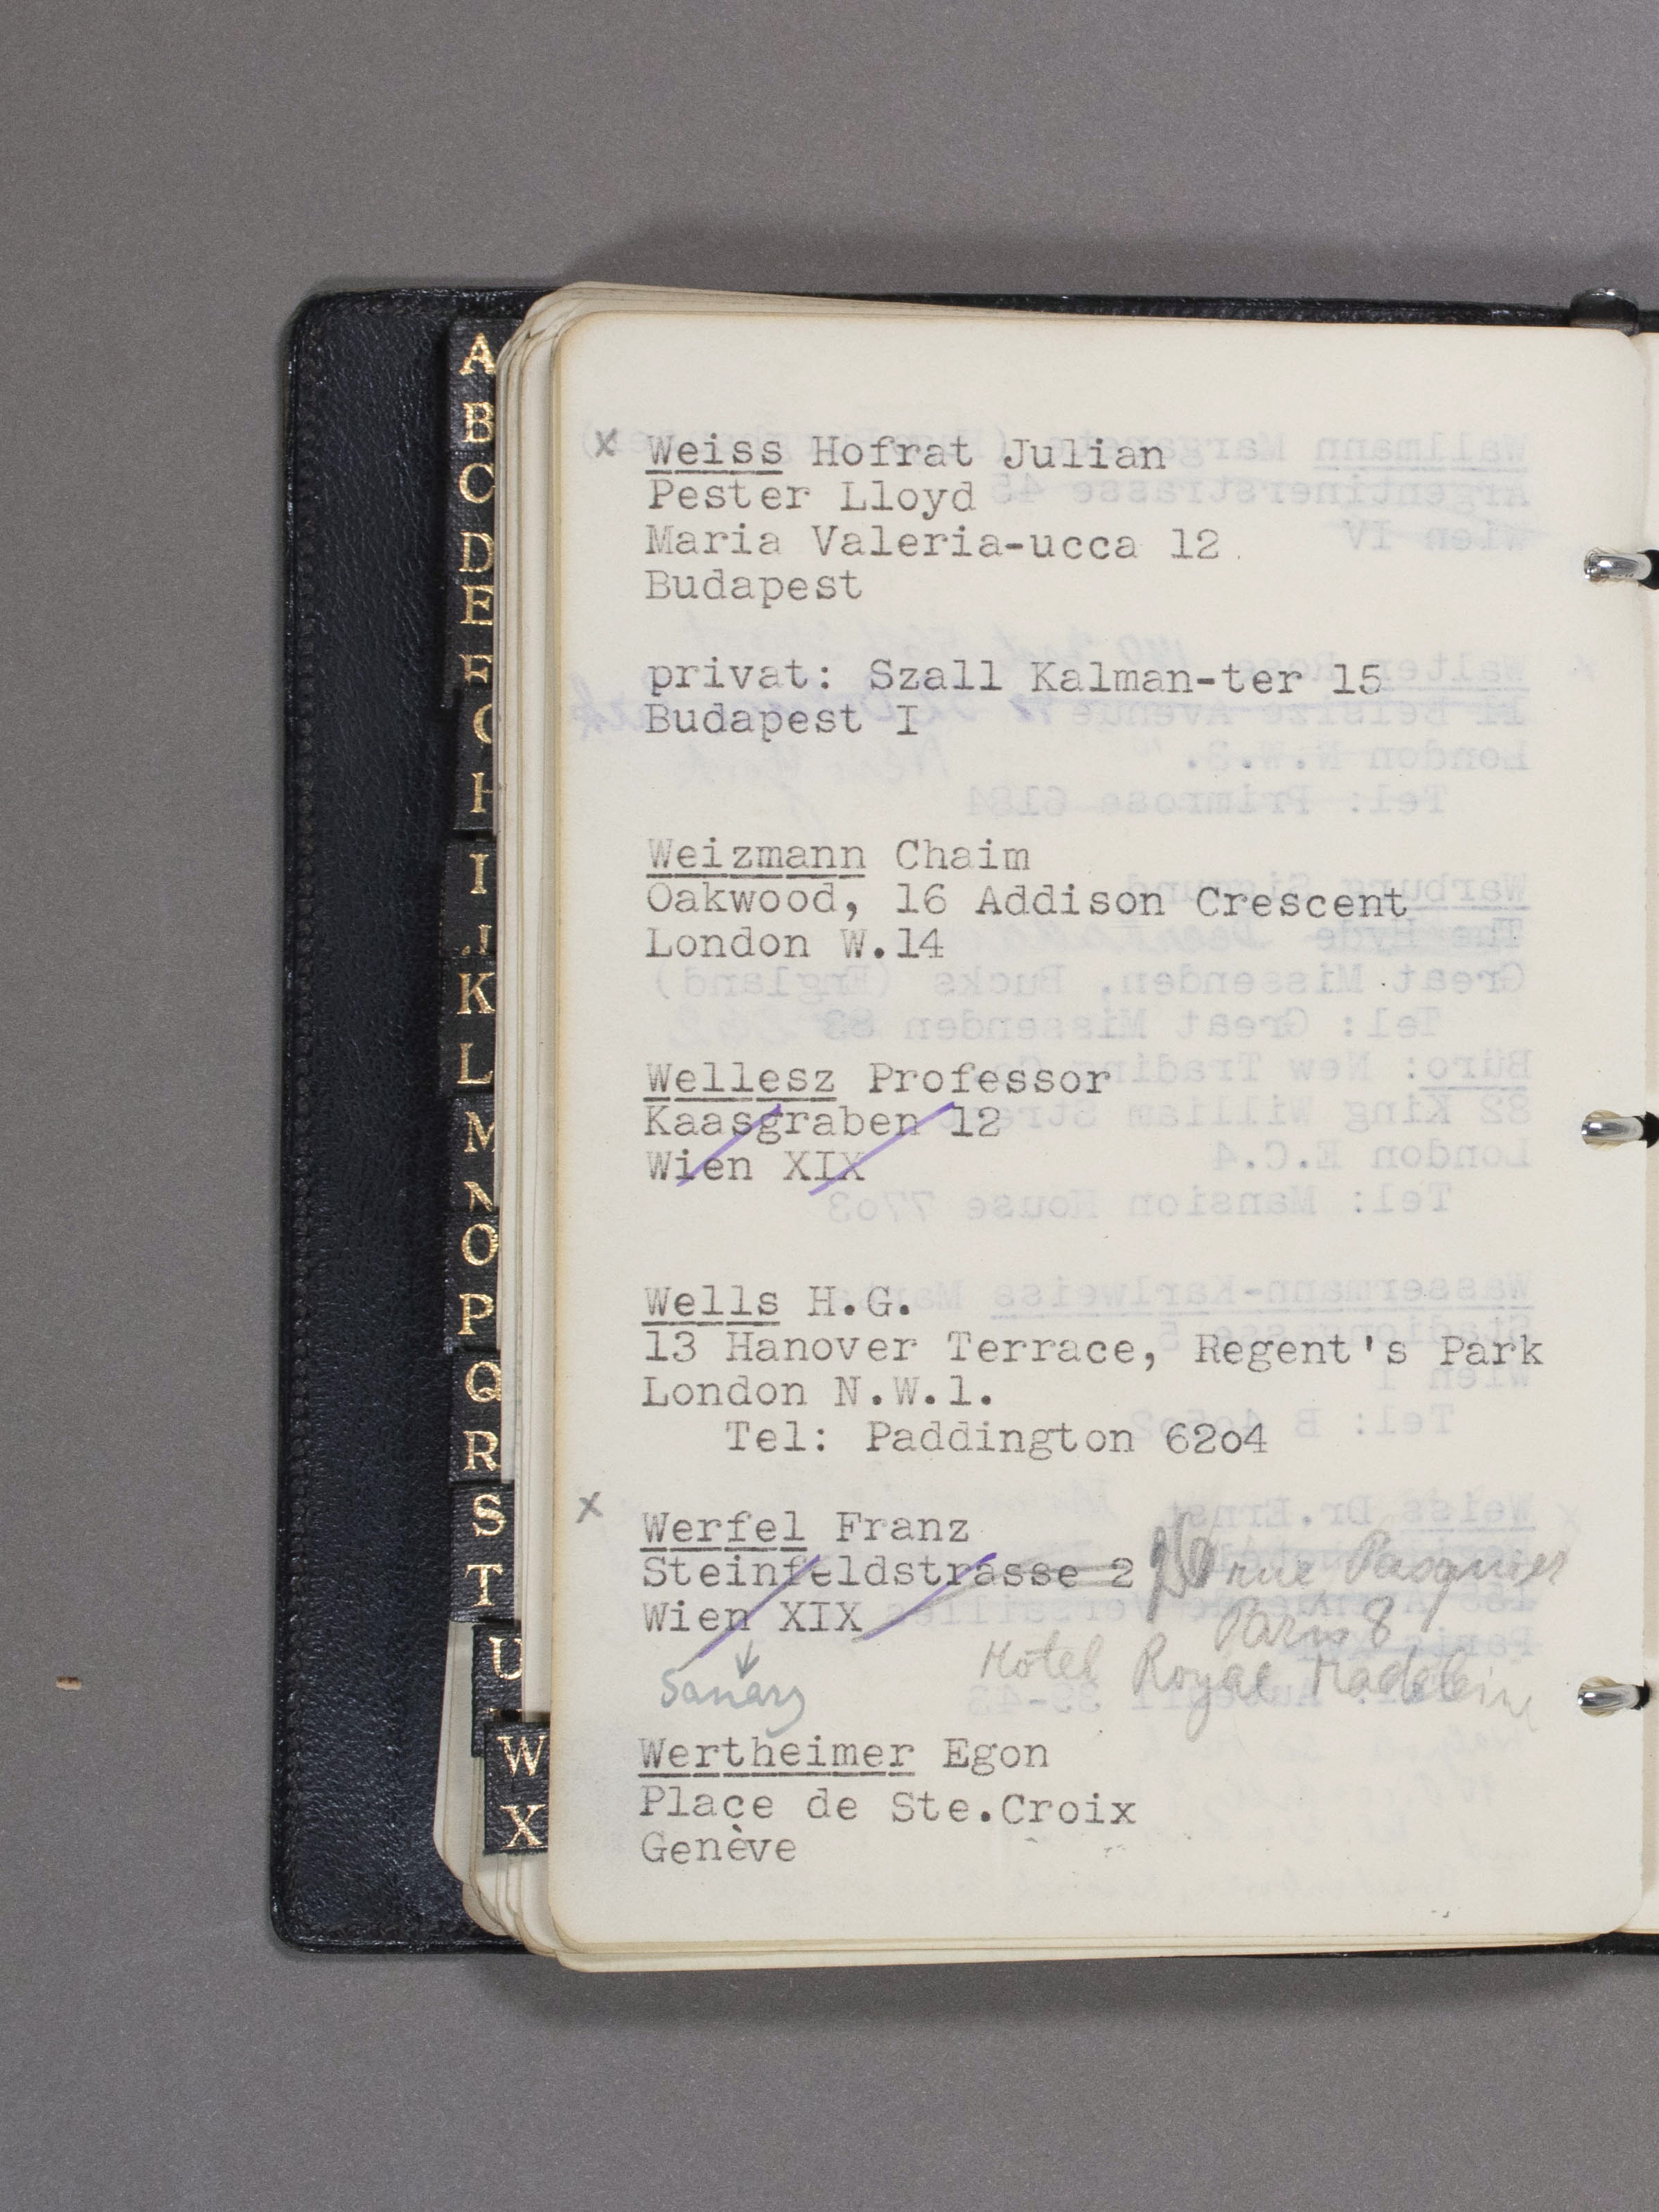 A
B
C
D
E
F
G
H
I
J
K
L
M
N
O
P
Q
R
S
T
U
W
X
x Weiss Hofrat Julian
Pester Lloyd
Maria Valeria-ucca 12.
Budapest
privat: Szall Kalman-ter 15
Budapest I
Weizmann Chaim
Oakwood, 16 Addison Crescent
London W.14
Wellesz Professor
Kaasgraben 12
Wien XIX
Wells H.G.
13 Hanover Terrace, Regent's Park
London N.W.1.
Tel: Paddington 62o4
x Werfel Franz
Steinfeldstrasse 2 26 rue Pasquier
Wien XIX Paris 8
Hotel Royal Madeleine
Sanary
Wertheimer Egon
Place de Ste.Croix
Genève